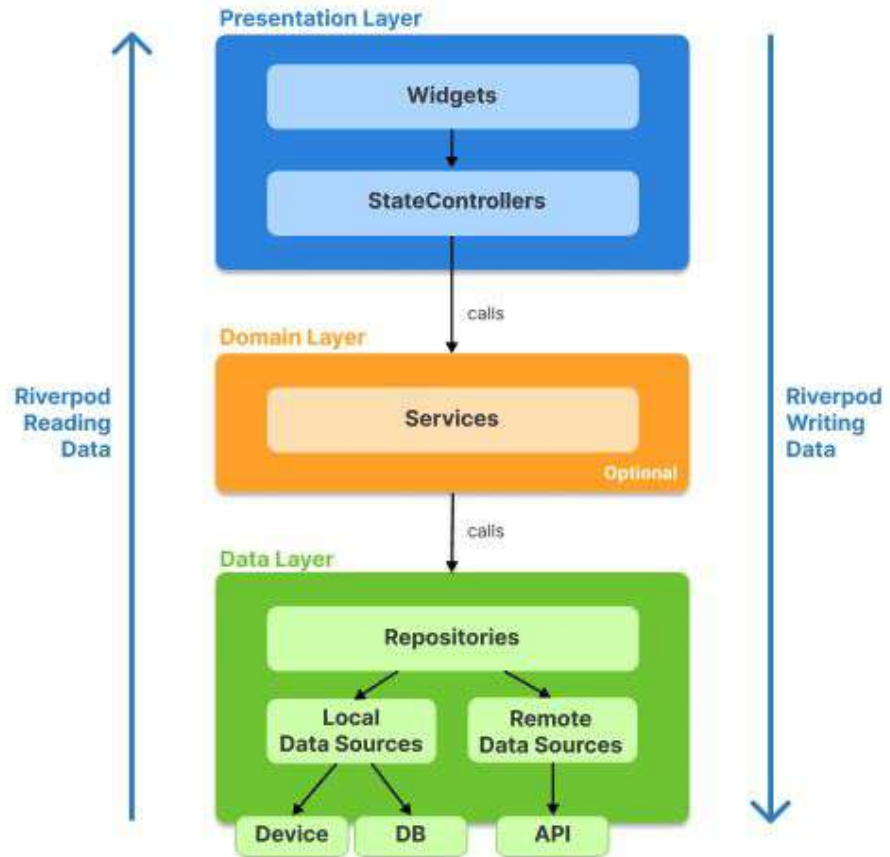 Presentation Layer
Widgets
StateControllers
calls
Domain Layer
Riverpod
Reading
Data
Services
Optional
Riverpod
Writing
Data
calls
Data Layer
Repositories
Local
Data Sources
Remote
Data Sources
Device
DB
API